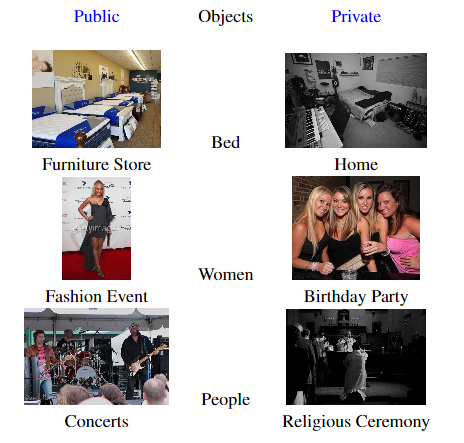 Public Objects Private
Bed
Furniture Store Home
Women
Fashion Event Birthday Party
People
Concerts Religious Ceremony